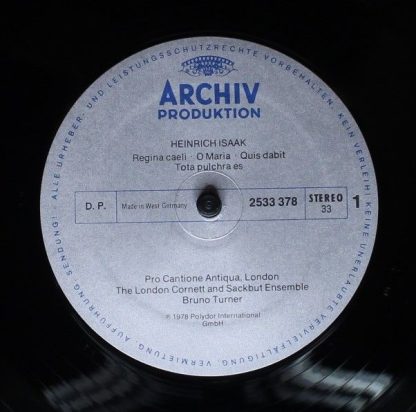 ALLE URHEBER- UND LEISTUNGSSCHUTZRECHTE VORBEHALTEN · KEIN VERLEIH! KEINE UNERLAUBTE VERVIELFÄLTIGUNG, VERMIETUNG, AUFFÜHRUNG, SENDUNG!
ARCHIV
PRODUKTION
HEINRICH ISAAK
Regina caeli · O Maria · Quis dabit
Tota pulchra es
D. P. Made in West Germany 2533 378 STEREO 33 1
Pro Cantione Antiqua, London
The London Cornett and Sackbut Ensemble
Bruno Turner
℗ 1978 Polydor International
GmbH